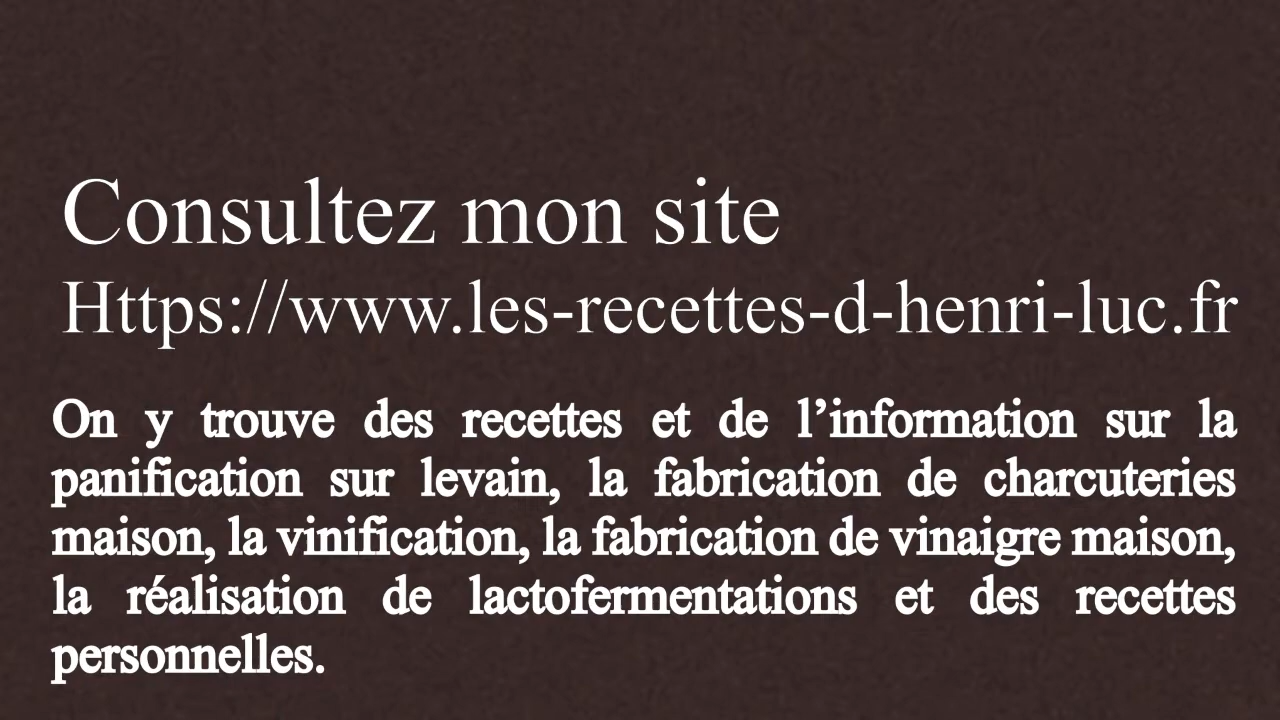 Consultez mon site
Https://www.les-recettes-d-henri-luc.fr
On y trouve des recettes et de l’information sur la
panification sur levain, la fabrication de charcuteries
maison, la vinification, la fabrication de vinaigre maison,
la réalisation de lactofermentations et des recettes
personnelles.